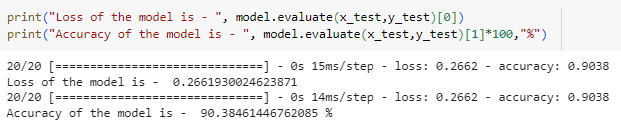 print("Loss of the model is - ", model.evaluate(x_test,y_test)[0])
print("Accuracy of the model is - ", model.evaluate(x_test,y_test)[1]*100,"%")
20/20 [==============================] - 0s 15ms/step - loss: 0.2662 - accuracy: 0.9038
Loss of the model is -  0.2661930024623871
20/20 [==============================] - 0s 14ms/step - loss: 0.2662 - accuracy: 0.9038
Accuracy of the model is -  90.38461446762085 %